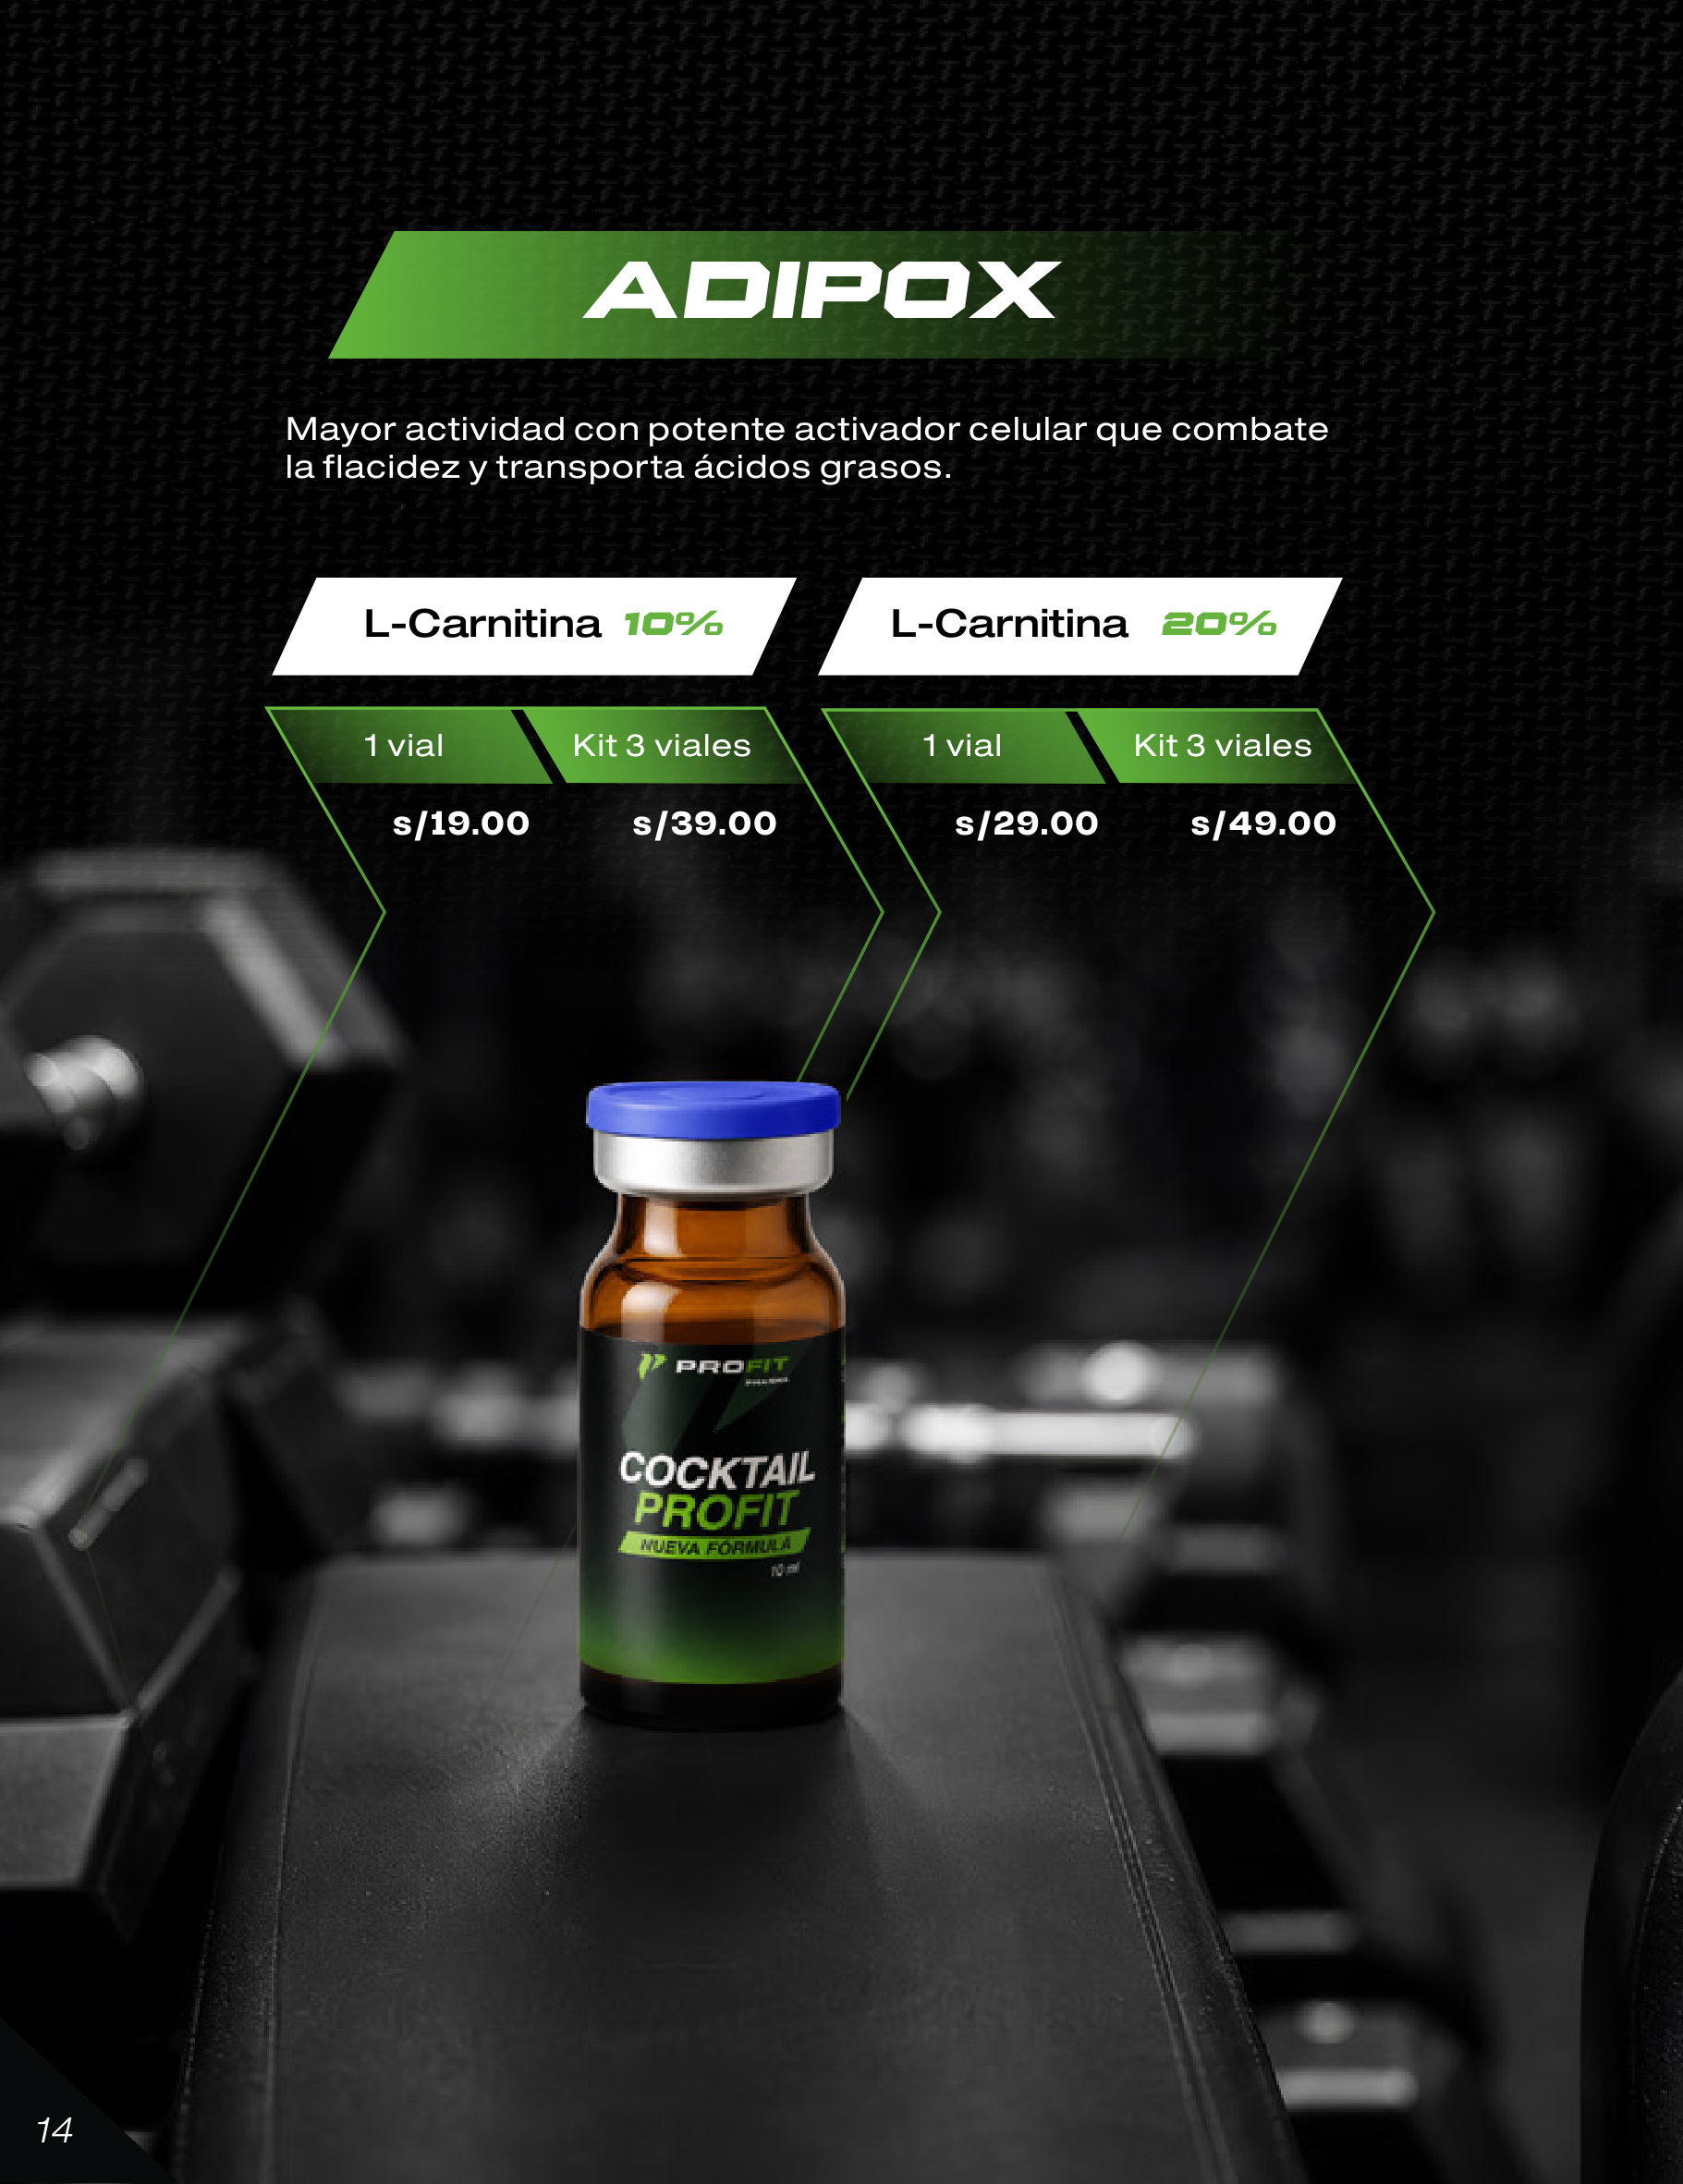 ADIPOX
Mayor actividad con potente activador celular que combate
la flacidez y transporta ácidos grasos.
L-Carnitina 10%
L-Carnitina 20%
1 vial
Kit 3 viales
1 vial
Kit 3 viales
s/19.00
s/39.00
s/29.00
s/49.00
PROFIT
COCKTAIL
PROFIT
NUEVA FÓRMULA
10 ml
14